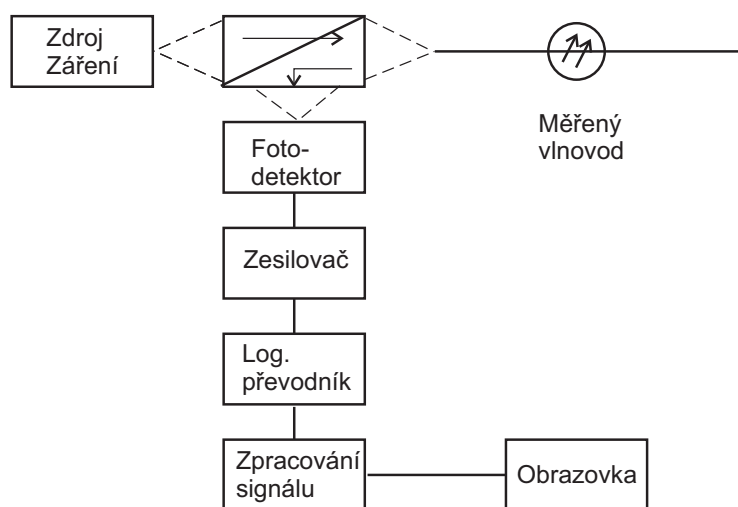 Zdroj
Záření
Měřený
vlnovod
Foto-
detektor
Zesilovač
Log.
převodník
Zpracování
signálu
Obrazovka